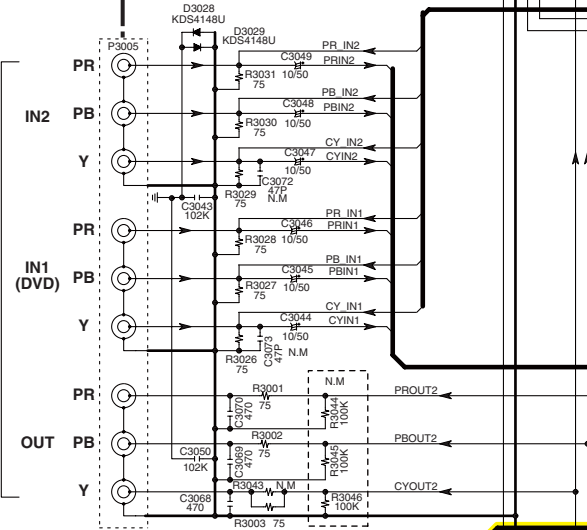 D3028
KDS4148U
D3029
KDS4148U
P3005
PR_IN2
PR
C3049
PRIN2
R3031
75
10/50
PB_IN2
IN2
PB
C3048
PBIN2
R3030
75
10/50
CY_IN2
Y
C3047
CYIN2
10/50
R3029
75
C3072
47P
N.M
C3043
102K
PR_IN1
PR
C3046
PRIN1
R3028
75
10/50
PB_IN1
IN1
(DVD)
PB
C3045
PBIN1
R3027
75
10/50
CY_IN1
Y
C3044
CYIN1
10/50
R3026
75
C3073
47P
N.M
N.M
PR
R3001
75
PROUT2
C3070
470
R3044
100K
OUT
PB
R3002
75
PBOUT2
C3050
102K
C3069
470
R3045
100K
Y
R3043
N.M
CYOUT2
C3068
470
R3046
100K
R3003 75